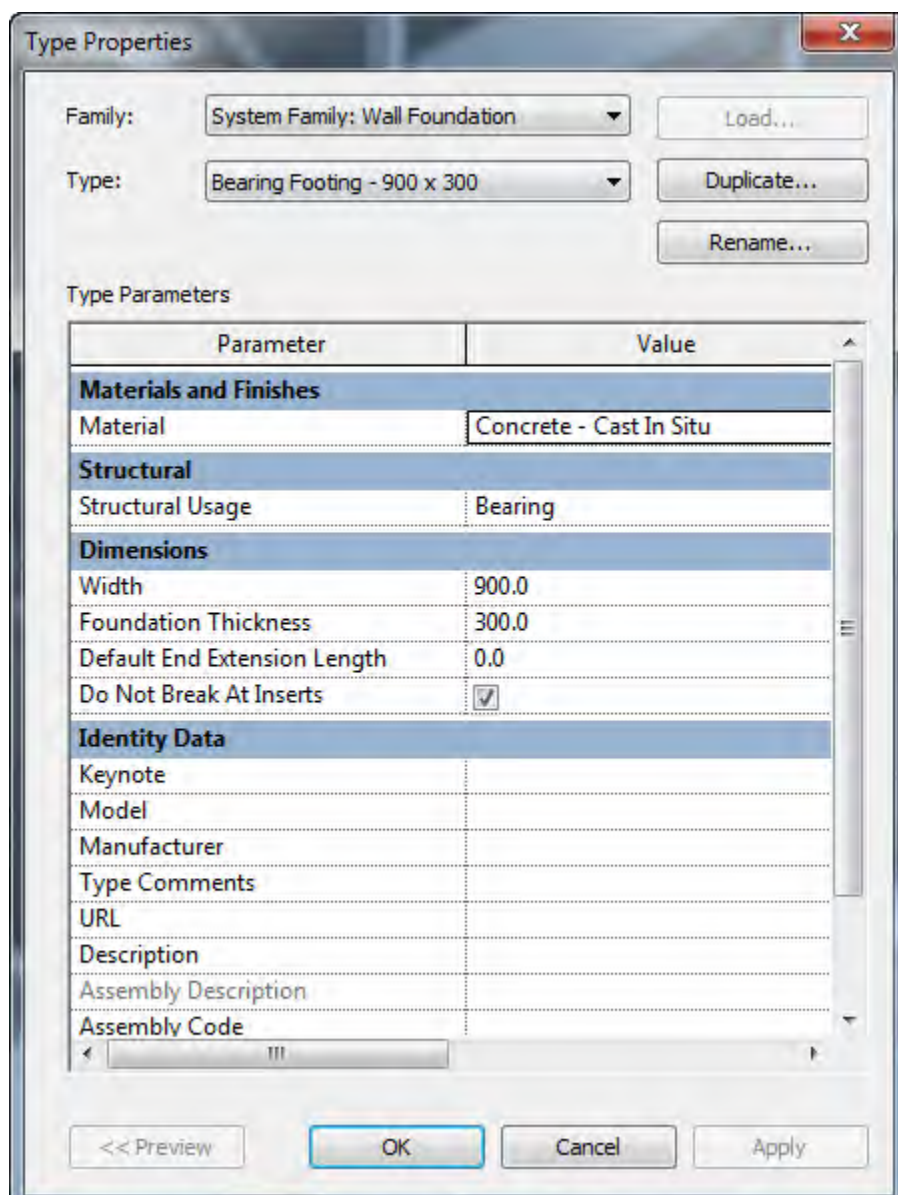 Type Properties
Family: System Family: Wall Foundation Load...
Type: Bearing Footing - 900 x 300 Duplicate...
Rename...
Type Parameters
Parameter Value
Materials and Finishes
Material Concrete - Cast In Situ
Structural
Structural Usage Bearing
Dimensions
Width 900.0
Foundation Thickness 300.0
Default End Extension Length 0.0
Do Not Break At Inserts
Identity Data
Keynote
Model
Manufacturer
Type Comments
URL
Description
Assembly Description
Assembly Code
<< Preview OK Cancel Apply